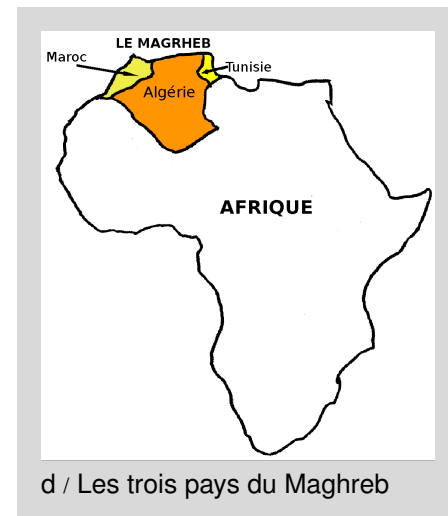 LE MAGRHEB
Maroc
Tunisie
Algérie
AFRIQUE
d / Les trois pays du Maghreb